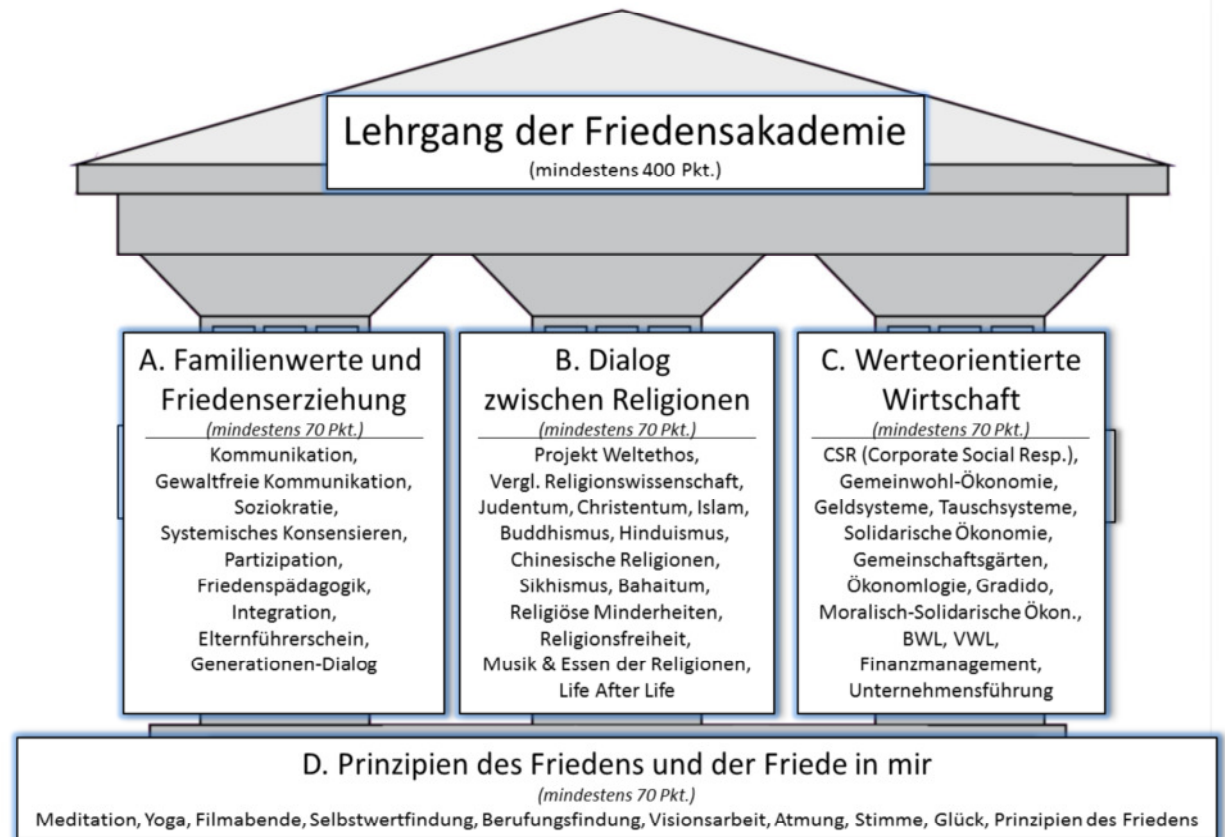 Lehrgang der Friedensakademie
(mindestens 400 Pkt.)
A. Familienwerte und
Friedenserziehung
(mindestens 70 Pkt.)
Kommunikation,
Gewaltfreie Kommunikation,
Soziokratie,
Systemisches Konsensieren,
Partizipation,
Friedenspädagogik,
Integration,
Elternführerschein,
Generationen-Dialog
B. Dialog
zwischen Religionen
(mindestens 70 Pkt.)
Projekt Weltethos,
Vergl. Religionswissenschaft,
Judentum, Christentum, Islam,
Buddhismus, Hinduismus,
Chinesische Religionen,
Sikhismus, Bahaitum,
Religiöse Minderheiten,
Religionsfreiheit,
Musik & Essen der Religionen,
Life After Life
C. Werteorientierte
Wirtschaft
(mindestens 70 Pkt.)
CSR (Corporate Social Resp.),
Gemeinwohl-Ökonomie,
Geldsysteme, Tauschsysteme,
Solidarische Ökonomie,
Gemeinschaftsgärten,
Ökonomlogie, Gradido,
Moralisch-Solidarische Ökon.,
BWL, VWL,
Finanzmanagement,
Unternehmensführung
D. Prinzipien des Friedens und der Friede in mir
(mindestens 70 Pkt.)
Meditation, Yoga, Filmabende, Selbstwertfindung, Berufungsfindung, Visionsarbeit, Atmung, Stimme, Glück, Prinzipien des Friedens